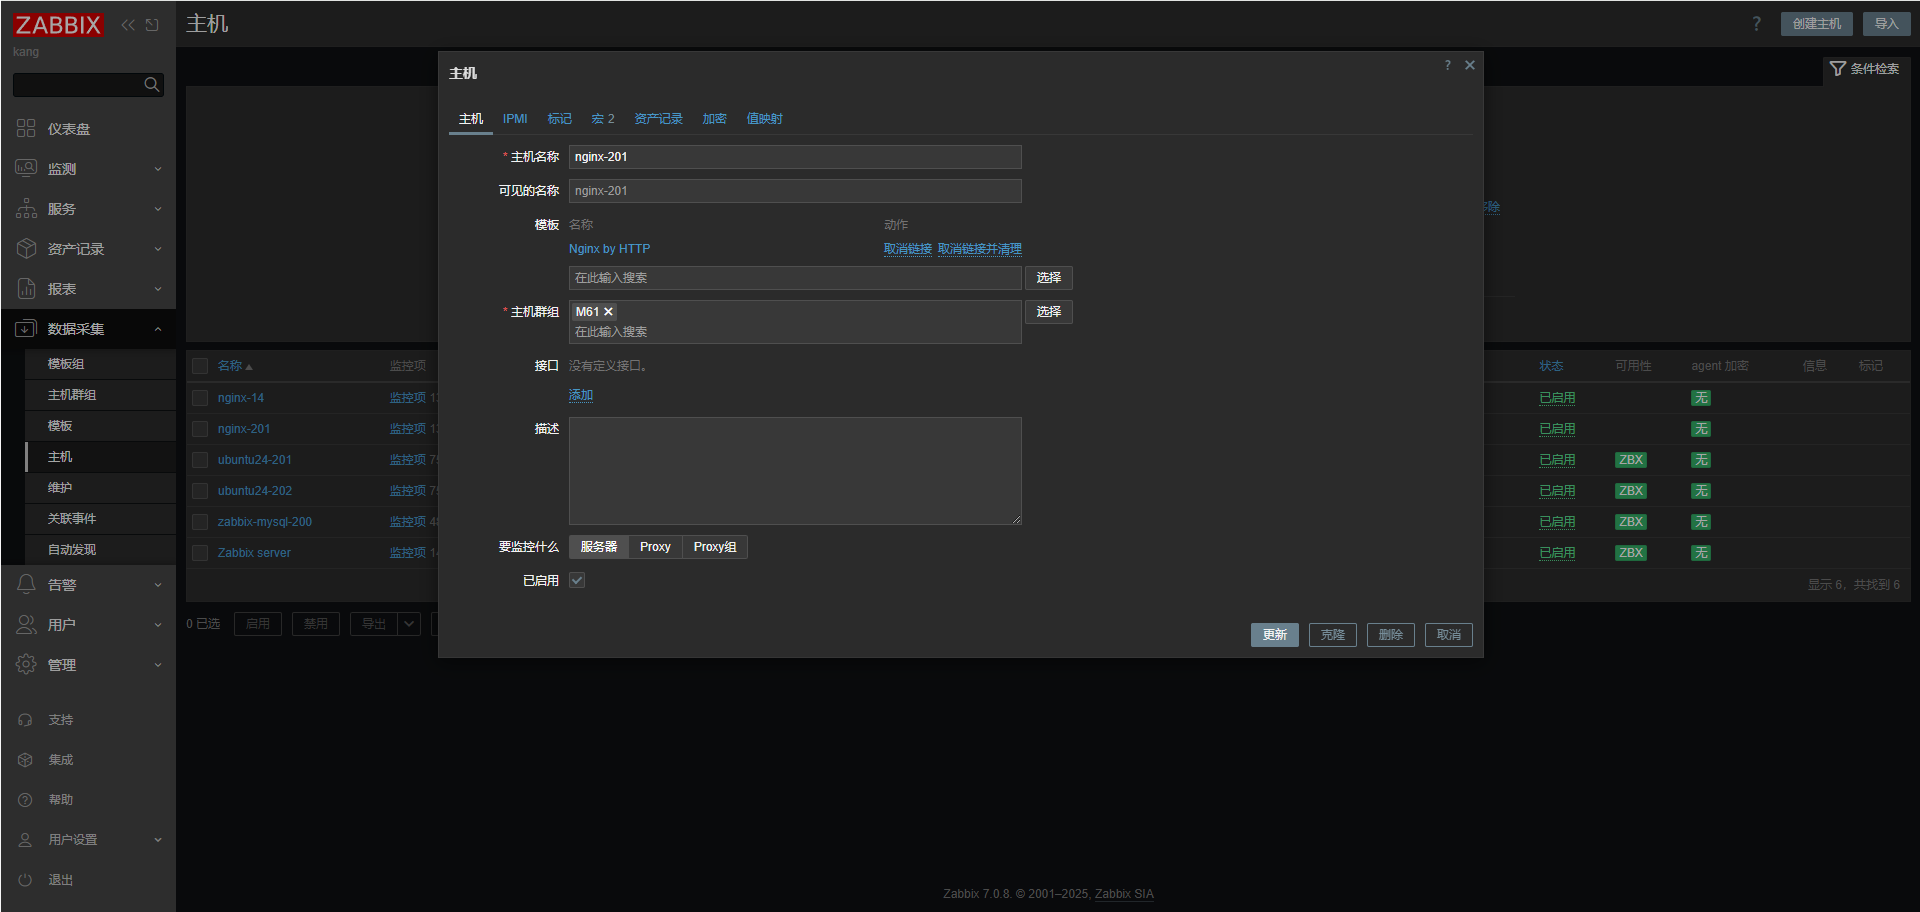 ZABBIX
kang
仪表盘
监测
服务
资产记录
报表
数据采集
模板组
主机群组
模板
主机
维护
关联事件
自动发现
告警
用户
管理
支持
集成
帮助
用户设置
退出
主机
? 创建主机 导入
条件检索
主机
?
主机 IPMI 标记 宏 2 资产记录 加密 值映射
* 主机名称 nginx-201
可见的名称 nginx-201
模板 名称 动作
Nginx by HTTP 取消链接 取消链接并清理
在此输入搜索 选择
* 主机群组 M61 选择
在此输入搜索
接口 没有定义接口。
添加
描述
要监控什么 服务器 Proxy Proxy组
已启用
更新 克隆 删除 取消
名称 监控项 状态 可用性 agent 加密 信息 标记
nginx-14 监控项 已启用 无
nginx-201 监控项 已启用 无
ubuntu24-201 监控项 已启用 ZBX 无
ubuntu24-202 监控项 已启用 ZBX 无
zabbix-mysql-200 监控项 已启用 ZBX 无
Zabbix server 监控项 已启用 ZBX 无
显示 6，共找到 6
0 已选 启用 禁用 导出
Zabbix 7.0.8. © 2001–2025, Zabbix SIA